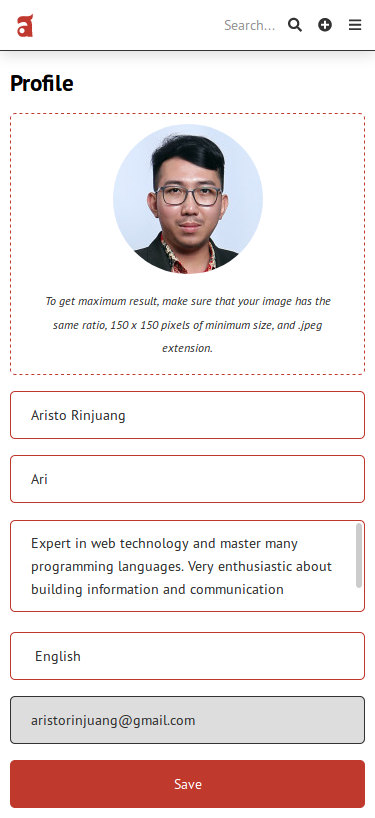 a
Search...
Profile
To get maximum result, make sure that your image has the
same ratio, 150 x 150 pixels of minimum size, and .jpeg
extension.
Aristo Rinjuang
Ari
Expert in web technology and master many
programming languages. Very enthusiastic about
building information and communication
English
aristorinjuang@gmail.com
Save